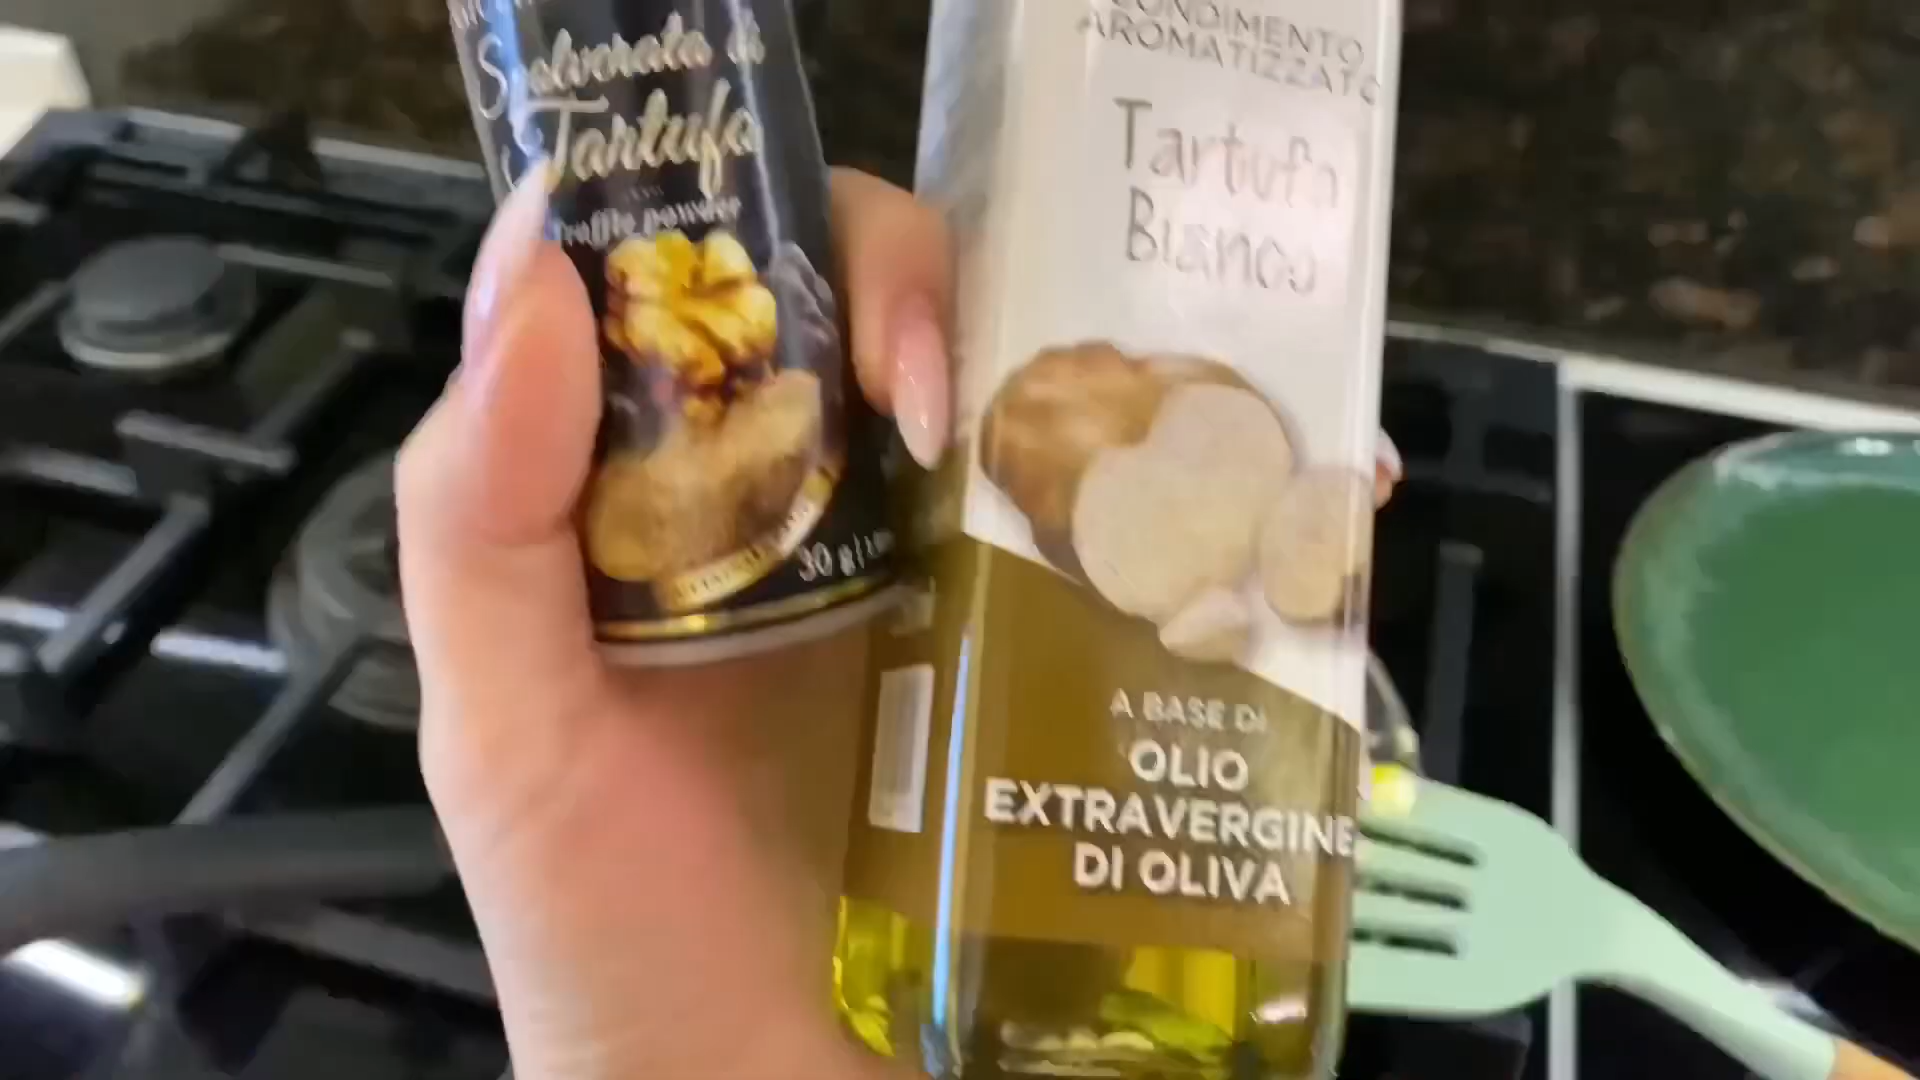 Spolverata di
Tartufo
truffle powder
30 g
CONDIMENTO
AROMATIZZATO
Tartufo
Bianco
A BASE DI
OLIO
EXTRAVERGINE
DI OLIVA